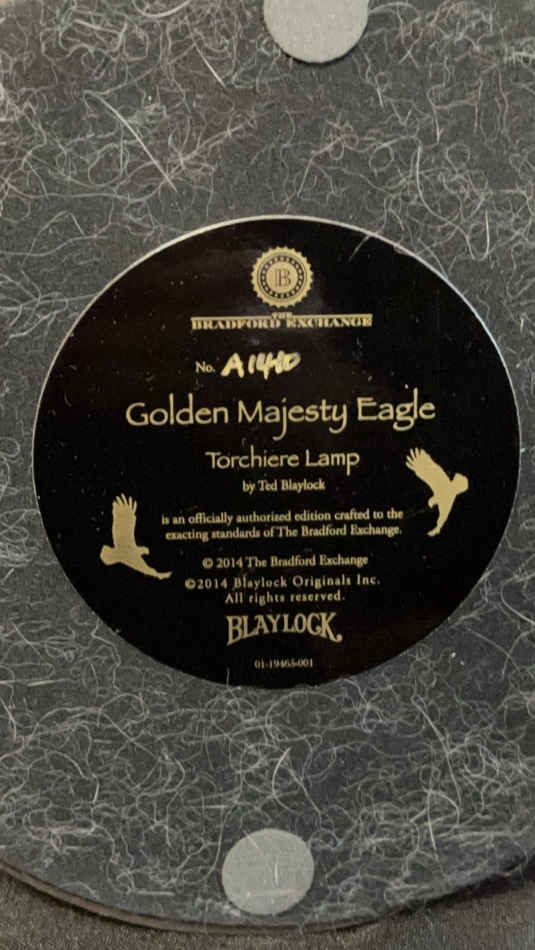 B
THE
BRADFORD EXCHANGE
No. A1410
Golden Majesty Eagle
Torchiere Lamp
by Ted Blaylock
is an officially authorized edition crafted to the
exacting standards of The Bradford Exchange.
© 2014 The Bradford Exchange
©2014 Blaylock Originals Inc.
All rights reserved.
BLAYLOCK
01-19463-001